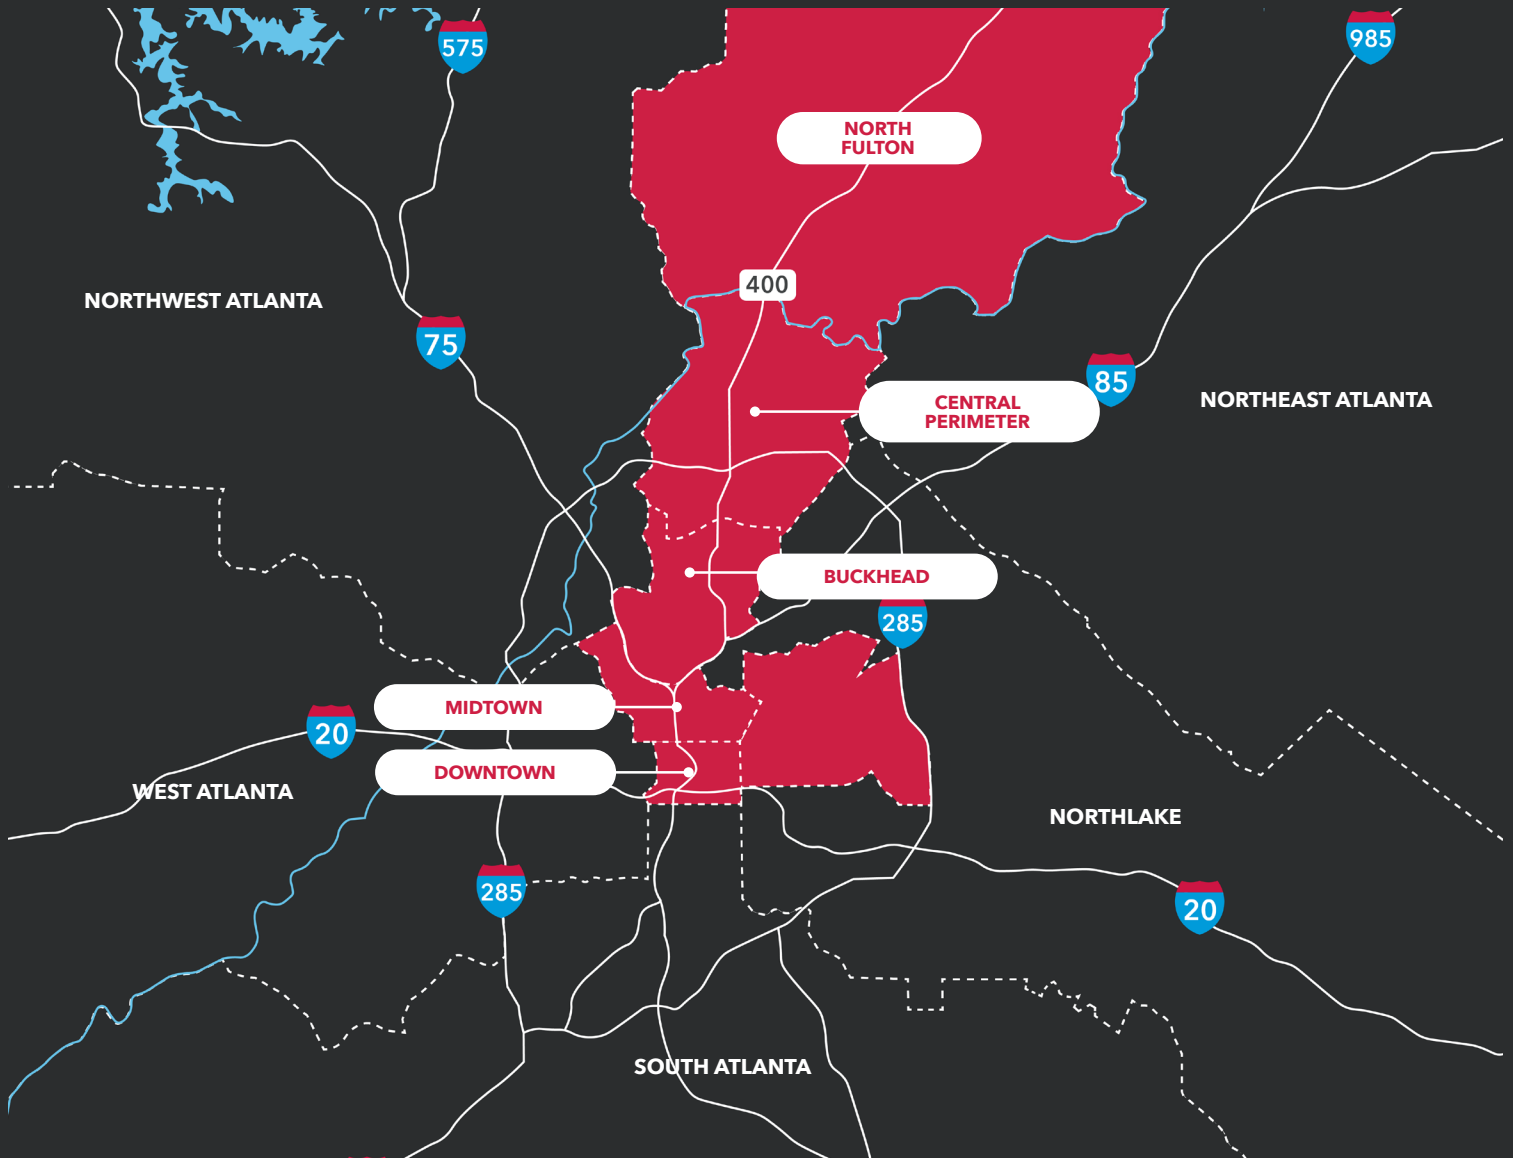 575
985
NORTH
FULTON
400
NORTHWEST ATLANTA
75
85
CENTRAL
PERIMETER
NORTHEAST ATLANTA
BUCKHEAD
285
MIDTOWN
20
DOWNTOWN
WEST ATLANTA
NORTHLAKE
285
20
SOUTH ATLANTA